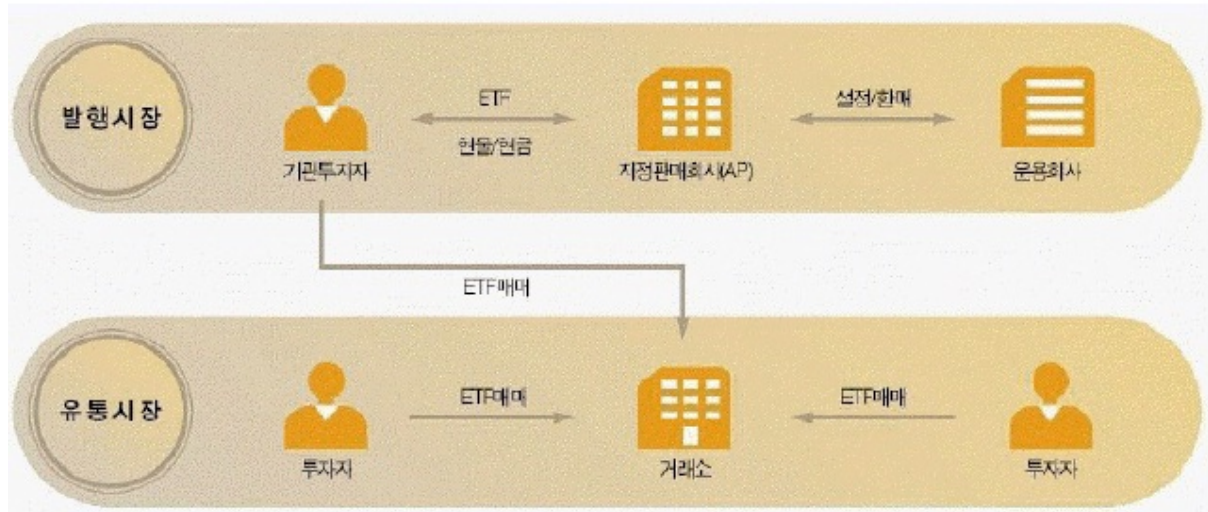 발행시장
ETF
현물/현금
설정/환매
기관투자자
지정판매회사(AP)
운용회사
ETF매매
유통시장
ETF매매
ETF매매
투자자
거래소
투자자